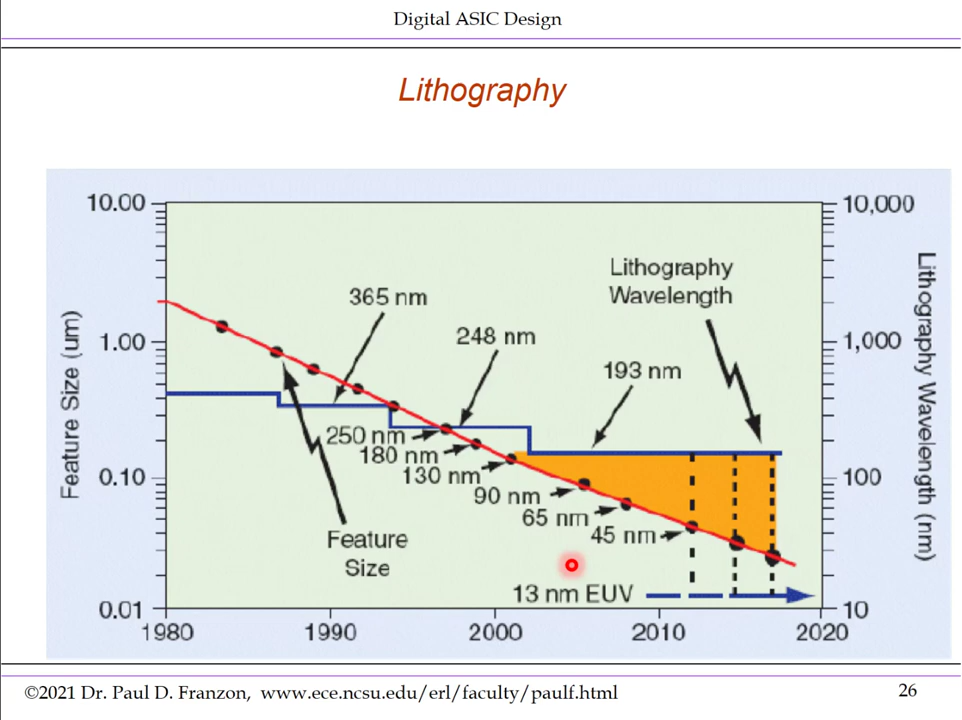 Digital ASIC Design
Lithography
10.00
10,000
Lithography
Wavelength
365 nm
248 nm
1.00
1,000
193 nm
250 nm
180 nm
130 nm
0.10
100
90 nm
65 nm
45 nm
Feature
Size
13 nm EUV
0.01
10
1980
1990
2000
2010
2020
Feature Size (um)
Lithography Wavelength (nm)
©2021 Dr. Paul D. Franzon, www.ece.ncsu.edu/erl/faculty/paulf.html
26